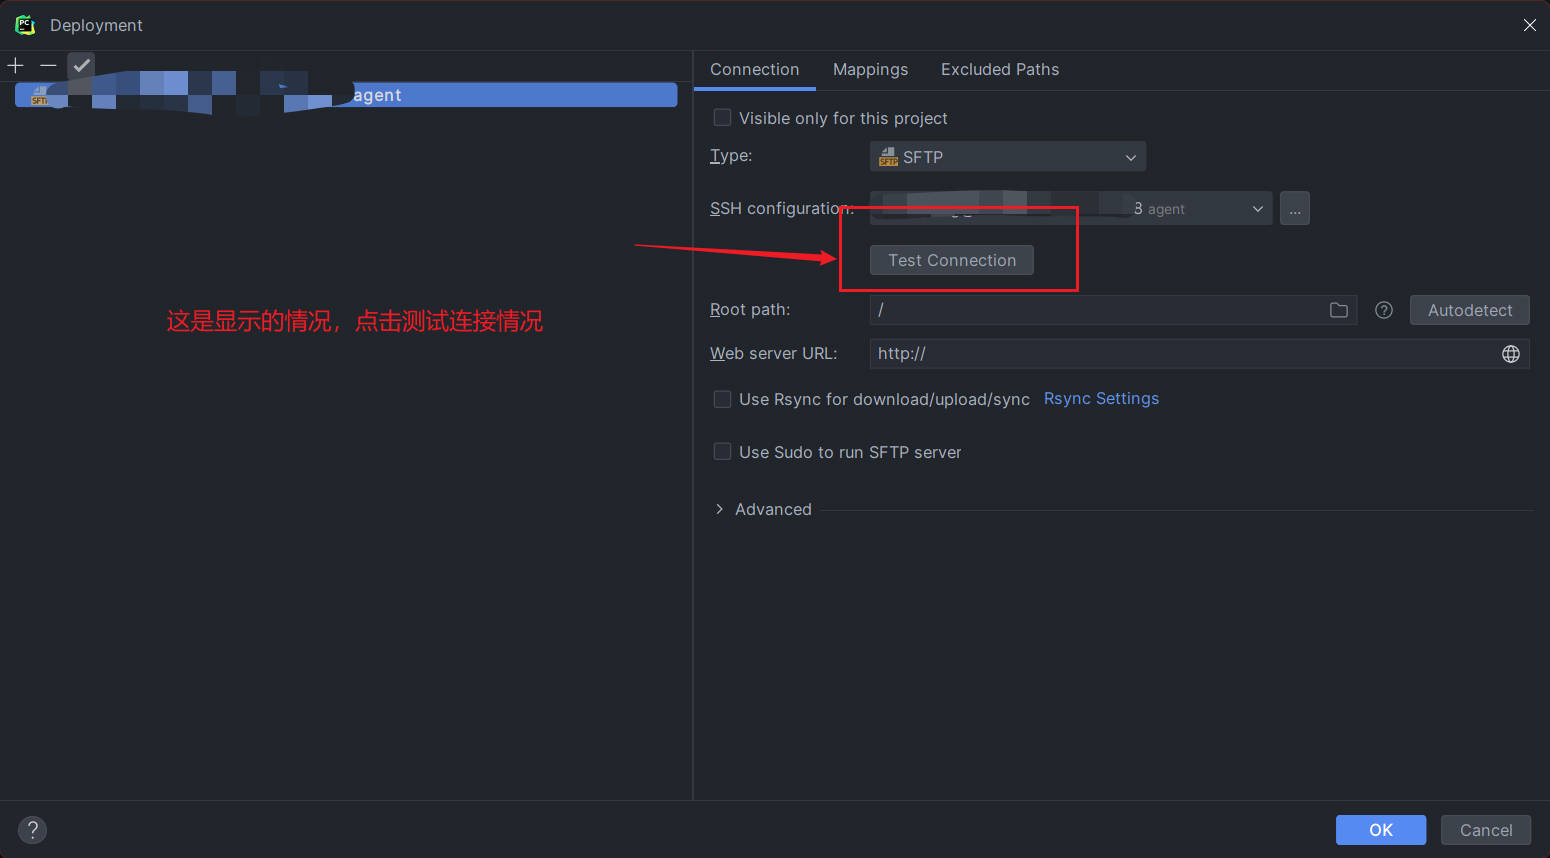 Deployment
agent
Connection Mappings Excluded Paths
Visible only for this project
Type: SFTP
SSH configuration: 8 agent ...
Test Connection
这是显示的情况，点击测试连接情况
Root path: / Autodetect
Web server URL: http://
Use Rsync for download/upload/sync Rsync Settings
Use Sudo to run SFTP server
Advanced
OK Cancel